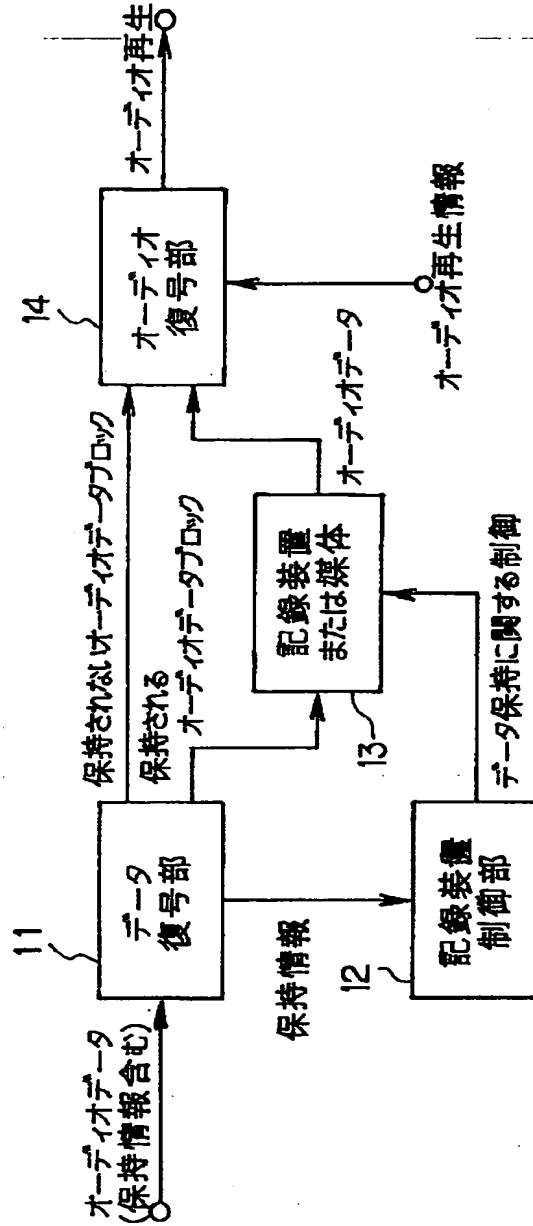 オーディオデータ
(保持情報含む)
11
データ
復号部
保持されないオーディオデータブロック
保持される
オーディオデータブロック
保持情報
12
記録装置
制御部
データ保持に関する制御
13
記録装置
または媒体
オーディオデータ
14
オーディオ
復号部
オーディオ再生情報
オーディオ再生